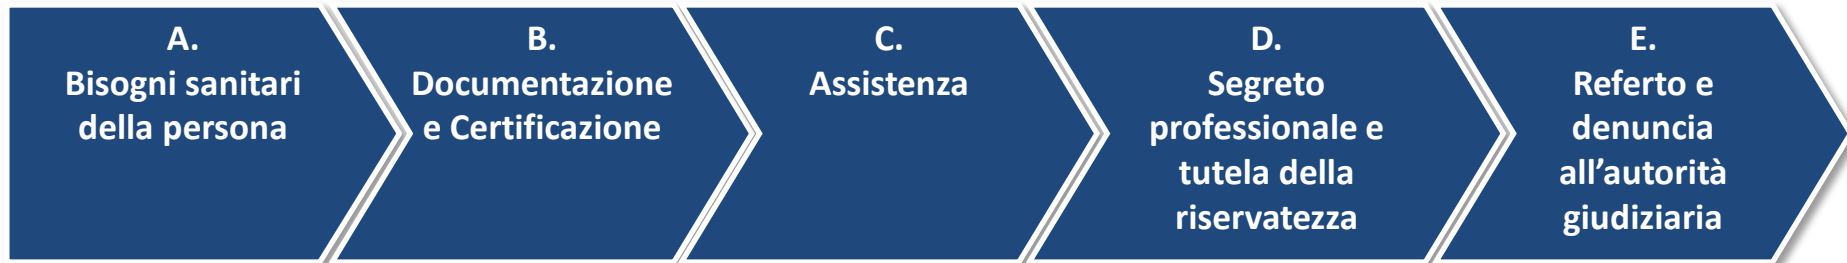 A.
Bisogni sanitari
della persona
B.
Documentazione
e Certificazione
C.
Assistenza
D.
Segreto
professionale e
tutela della
riservatezza
E.
Referto e
denuncia
all’autorità
giudiziaria